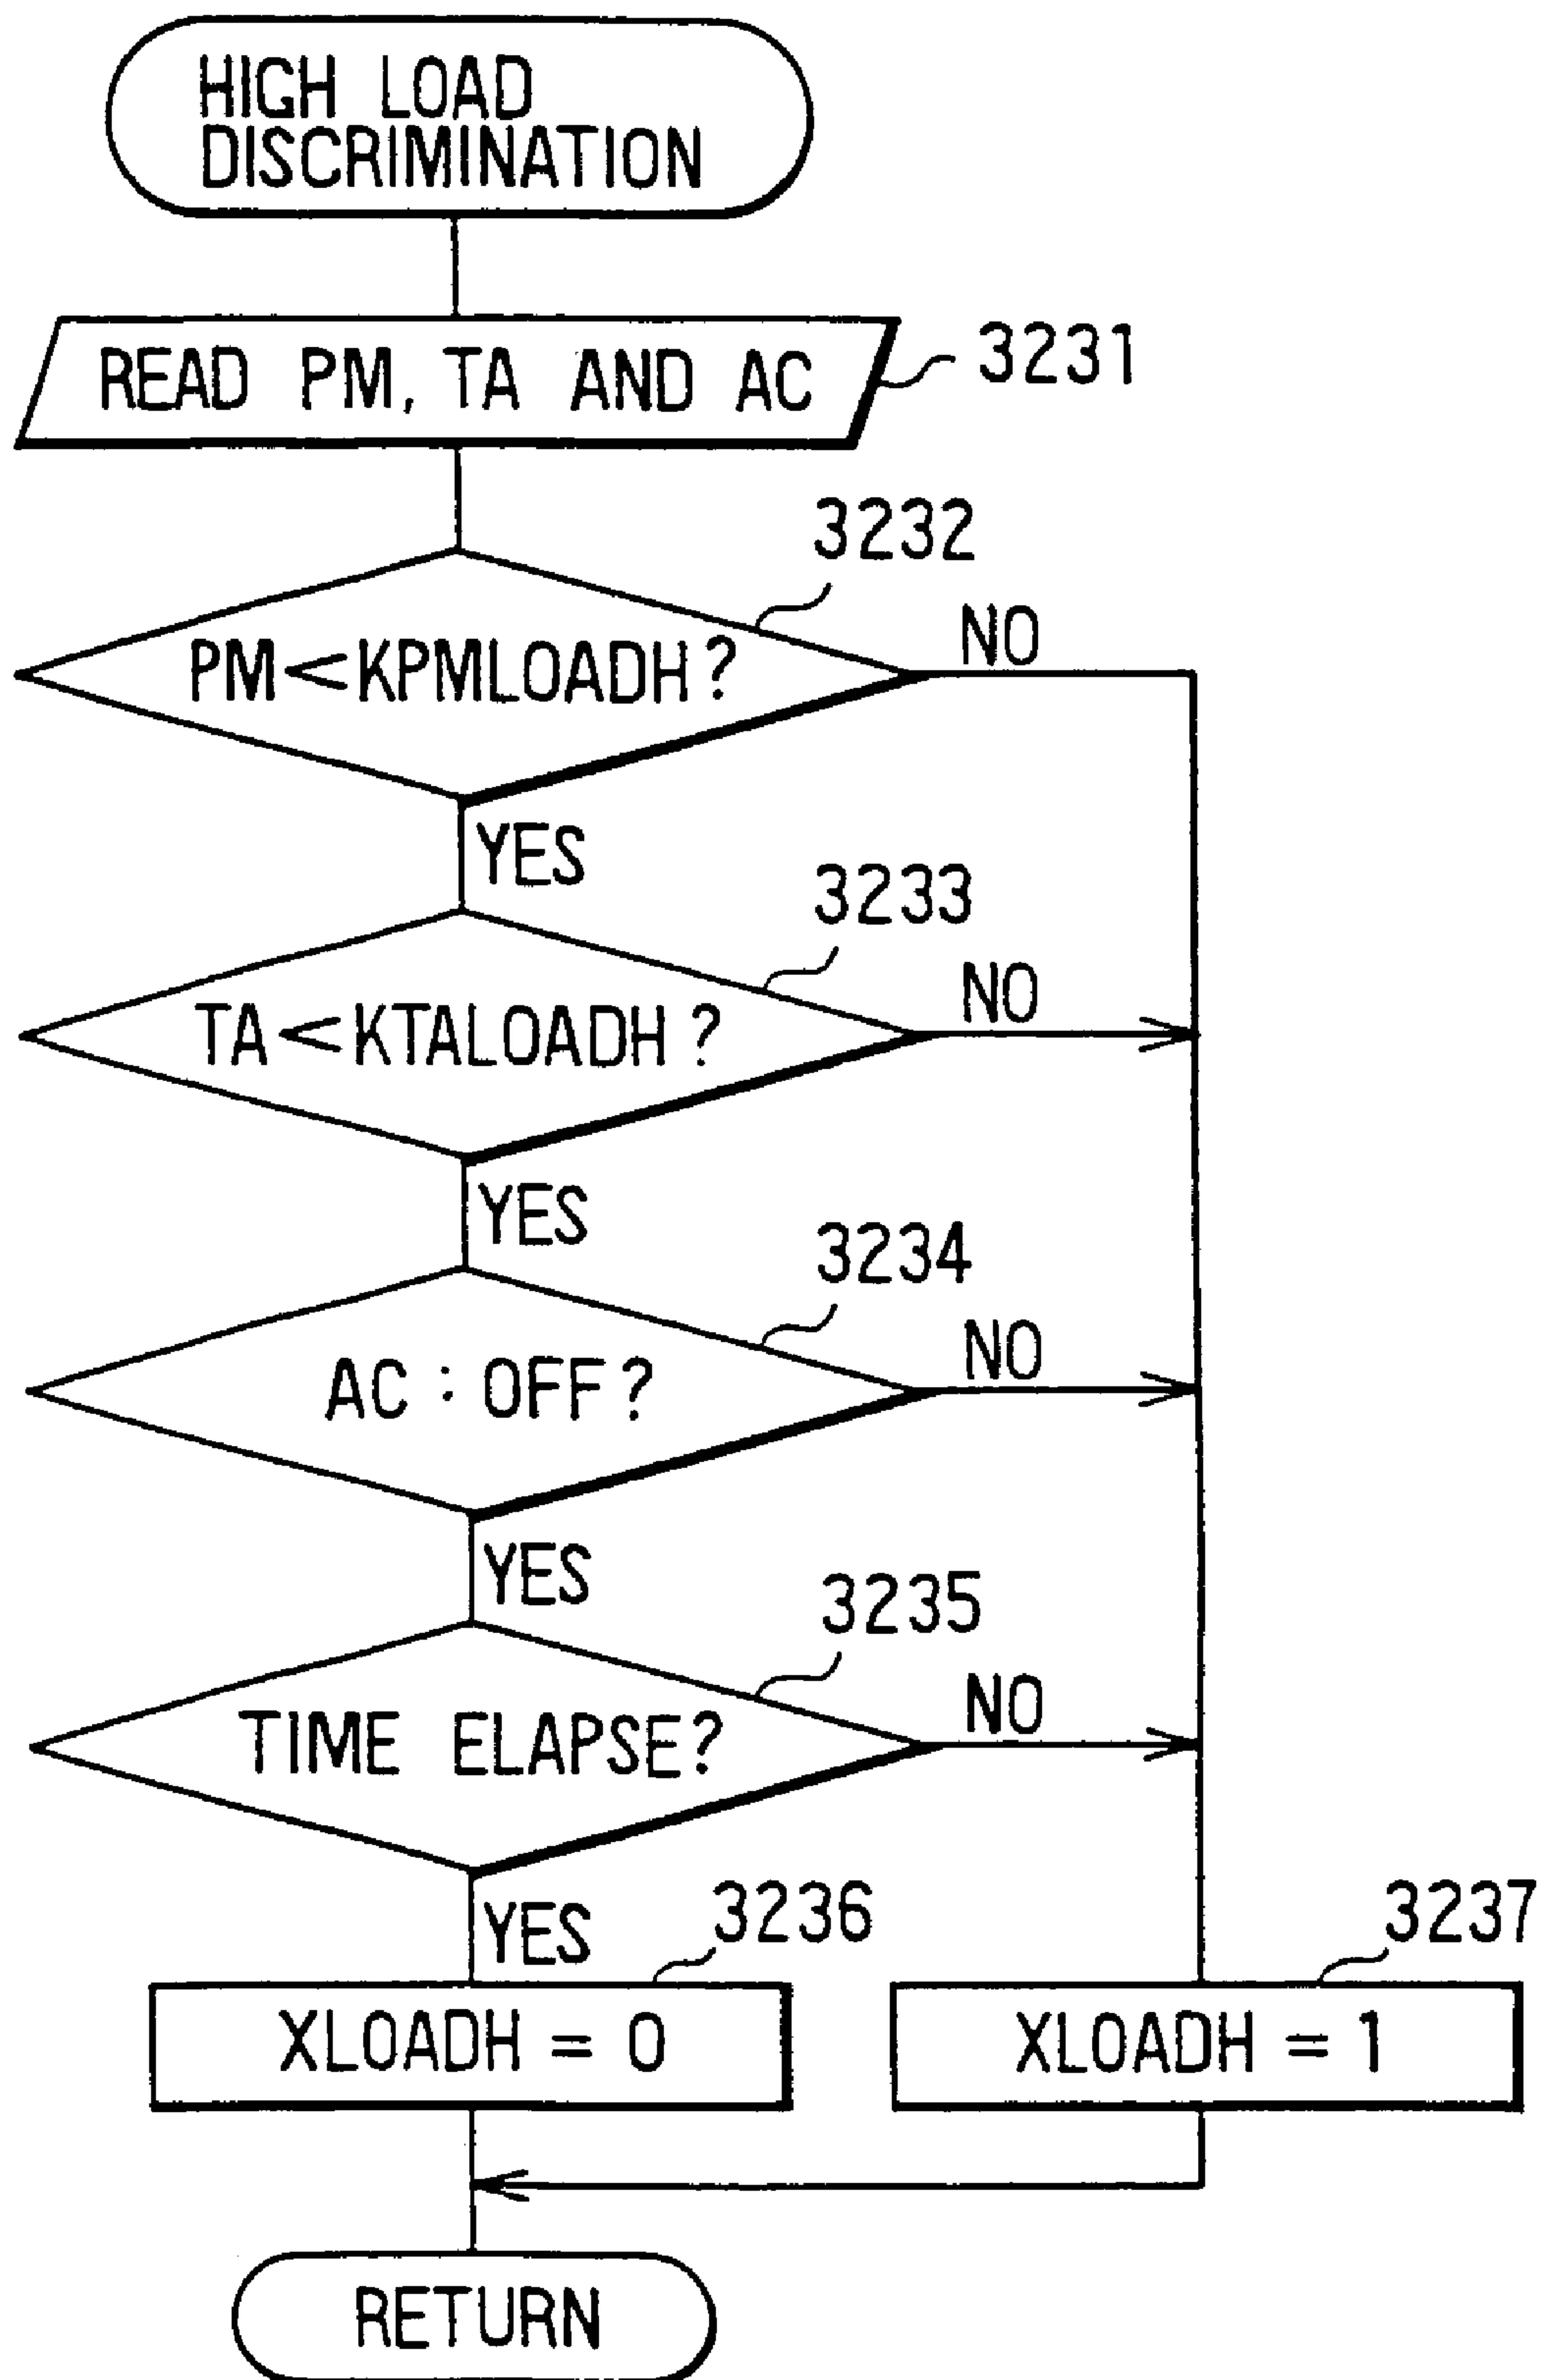 HIGH LOAD
DISCRIMINATION
READ PM, TA AND AC
3231
3232
PM<KPMLOADH?
NO
YES
3233
TA<KTALOADH?
NO
YES
3234
AC : OFF?
NO
YES
3235
TIME ELAPSE?
NO
YES
3236
3237
XLOADH = 0
XLOADH = 1
RETURN